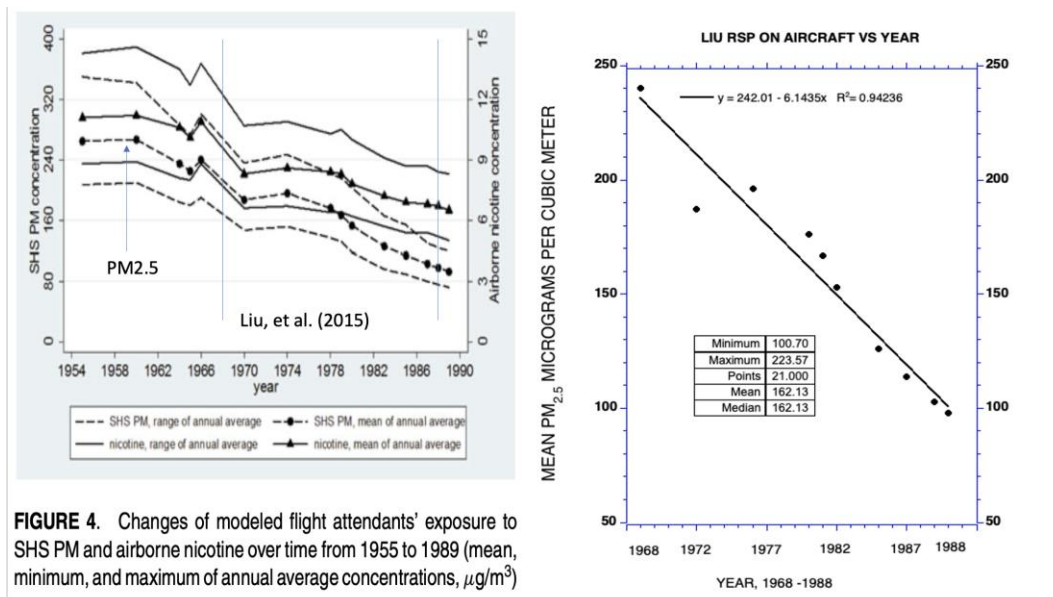 400
320
240
160
80
0
SHS PM concentration
15
12
9
6
3
0
Airborne nicotine concentration
PM2.5
Liu, et al. (2015)
1954 1958 1962 1966 1970 1974 1978 1982 1986 1990
year
SHS PM, range of annual average
SHS PM, mean of annual average
nicotine, range of annual average
nicotine, mean of annual average
FIGURE 4. Changes of modeled flight attendants' exposure to
SHS PM and airborne nicotine over time from 1955 to 1989 (mean,
minimum, and maximum of annual average concentrations, μg/m³)
LIU RSP ON AIRCRAFT VS YEAR
250
200
150
100
50
MEAN PM2.5 MICROGRAMS PER CUBIC METER
250
200
150
100
50
y = 242.01 - 6.1435x R²= 0.94236
Minimum 100.70
Maximum 223.57
Points 21.000
Mean 162.13
Median 162.13
1968 1972 1977 1982 1987 1988
YEAR, 1968 -1988